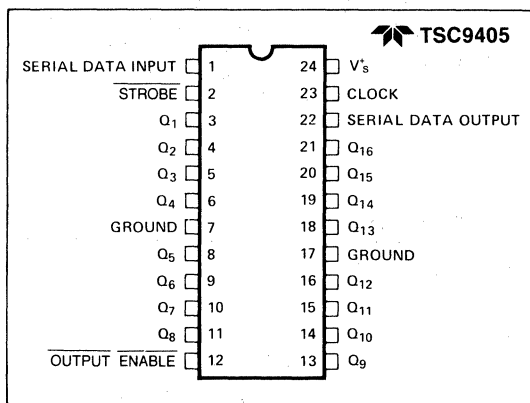 TSC9405
SERIAL DATA INPUT 1 24 V⁺s
STROBE 2 23 CLOCK
Q1 3 22 SERIAL DATA OUTPUT
Q2 4 21 Q16
Q3 5 20 Q15
Q4 6 19 Q14
GROUND 7 18 Q13
Q5 8 17 GROUND
Q6 9 16 Q12
Q7 10 15 Q11
Q8 11 14 Q10
OUTPUT ENABLE 12 13 Q9